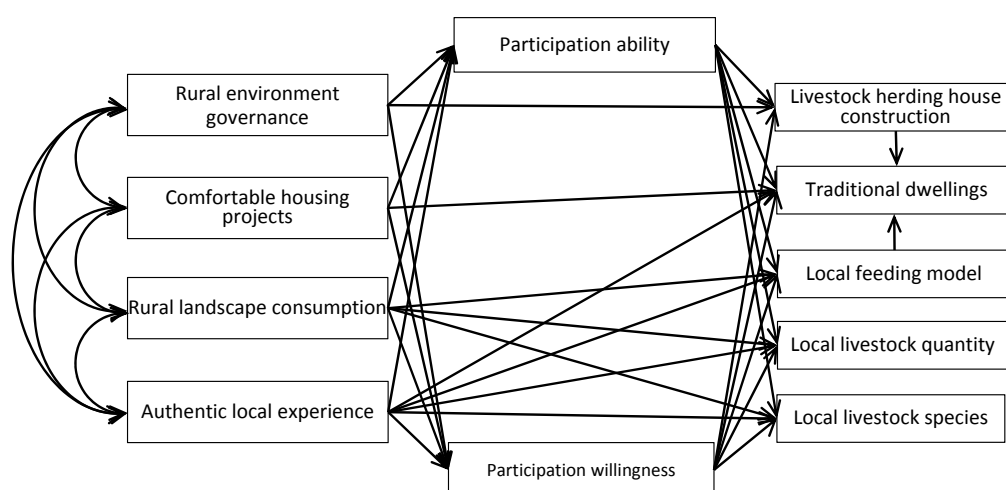 Participation ability
Rural environment
governance
Livestock herding house
construction
Comfortable housing
projects
Traditional dwellings
Rural landscape consumption
Local feeding model
Local livestock quantity
Authentic local experience
Local livestock species
Participation willingness